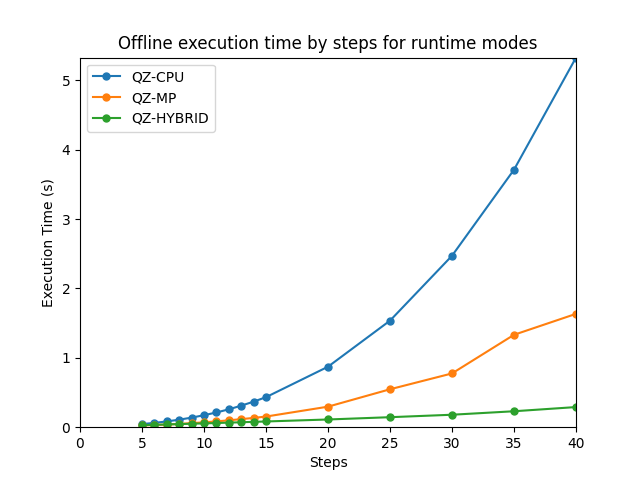 Offline execution time by steps for runtime modes
QZ-CPU
QZ-MP
QZ-HYBRID
Execution Time (s)
5
4
3
2
1
0
0 5 10 15 20 25 30 35 40
Steps